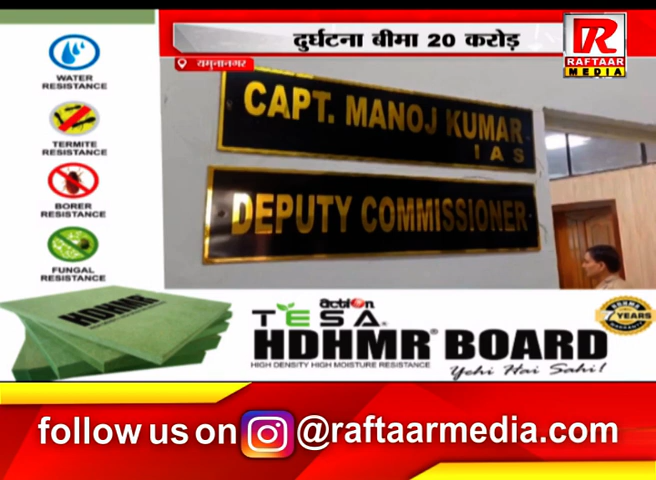 दुर्घटना बीमा 20 करोड़
R
RAFTAAR
MEDIA
यमुनानगर
WATER
RESISTANCE
TERMITE
RESISTANCE
BORER
RESISTANCE
FUNGAL
RESISTANCE
CAPT. MANOJ KUMAR
IAS
DEPUTY COMMISSIONER
HDHMR
action
TESA
HDHMR® BOARD
HIGH DENSITY HIGH MOISTURE RESISTANCE
Yehi Hai Sahi!
7 YEARS
follow us on @raftaarmedia.com